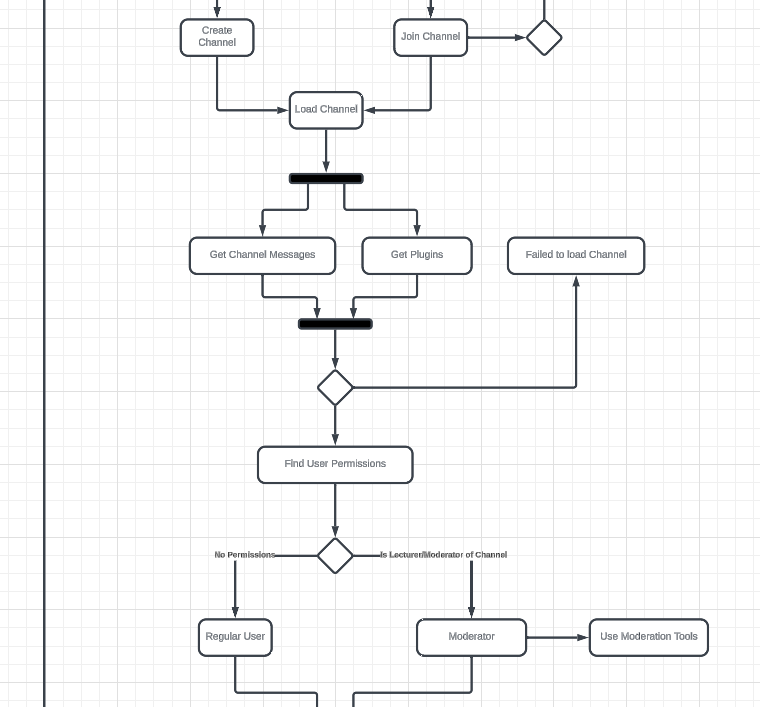 Create
Channel
Join Channel
Load Channel
Get Channel Messages
Get Plugins
Failed to load Channel
Find User Permissions
No Permissions
Is Lecturer/Moderator of Channel
Regular User
Moderator
Use Moderation Tools